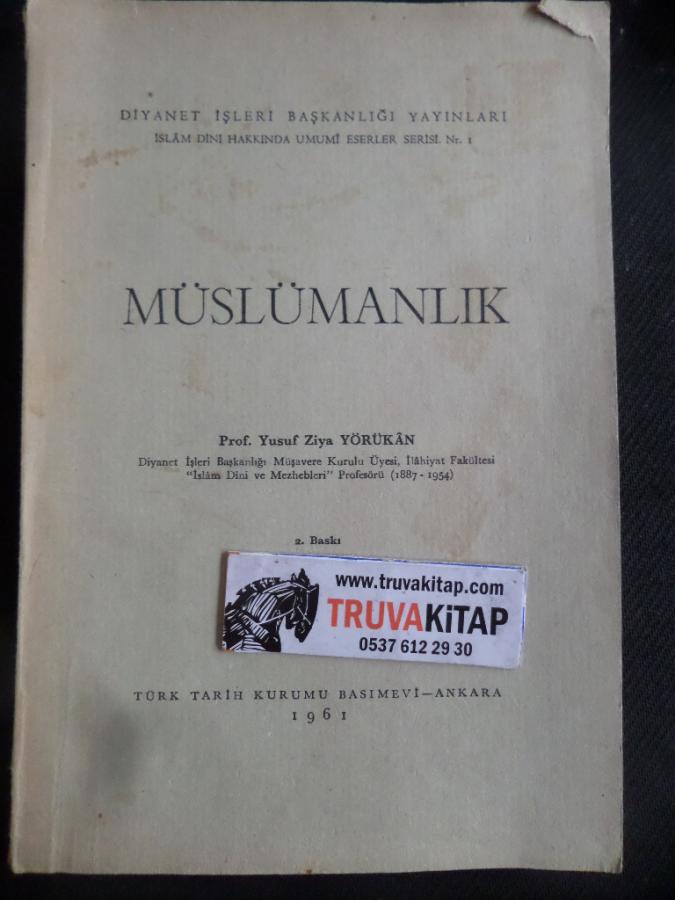 DİYANET İŞLERİ BAŞKANLIĞI YAYINLARI
İSLÂM DİNİ HAKKINDA UMUMÎ ESERLER SERİSİ. Nr. 1
MÜSLÜMANLIK
Prof. Yusuf Ziya YÖRÜKÂN
Diyanet İşleri Başkanlığı Müşavere Kurulu Üyesi, İlâhiyat Fakültesi
“İslâm Dini ve Mezhebleri” Profesörü (1887 - 1954)
2. Baskı
www.truvakitap.com
TRUVAKiTAP
0537 612 29 30
TÜRK TARİH KURUMU BASIMEVİ—ANKARA
1961